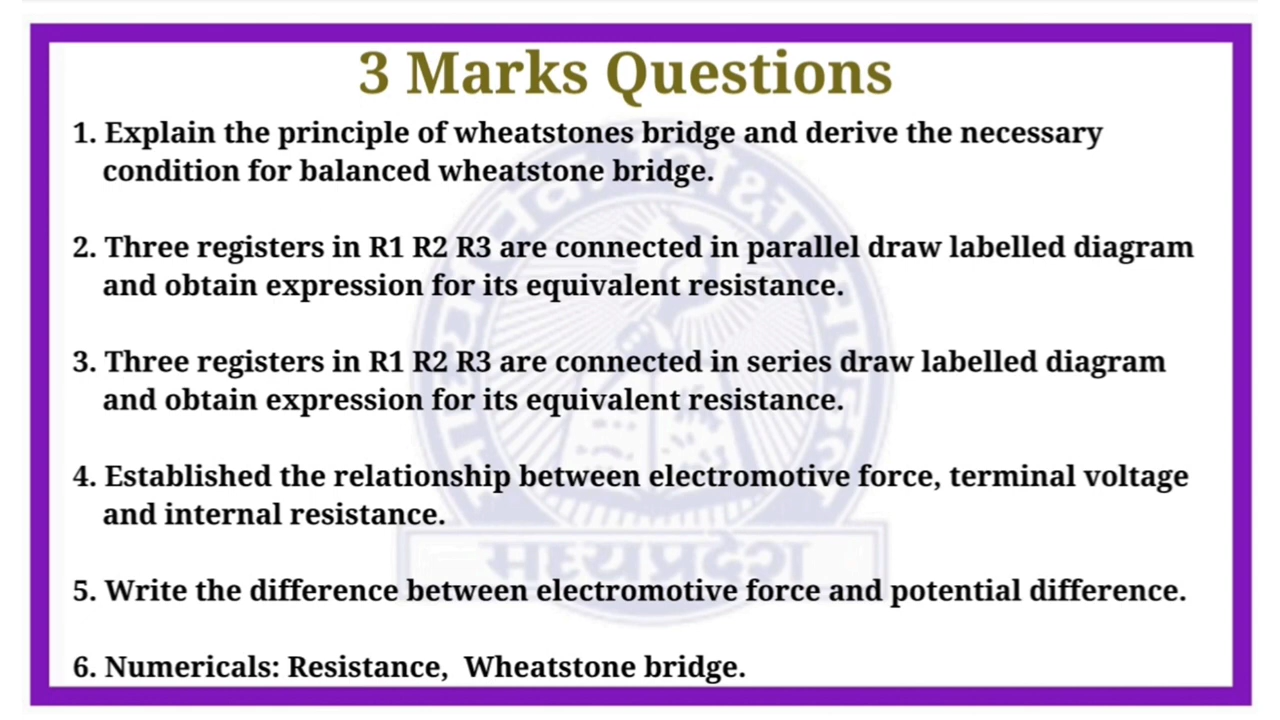 3 Marks Questions
1. Explain the principle of wheatstones bridge and derive the necessary
condition for balanced wheatstone bridge.
2. Three registers in R1 R2 R3 are connected in parallel draw labelled diagram
and obtain expression for its equivalent resistance.
3. Three registers in R1 R2 R3 are connected in series draw labelled diagram
and obtain expression for its equivalent resistance.
4. Established the relationship between electromotive force, terminal voltage
and internal resistance.
मध्यप्रदेश
5. Write the difference between electromotive force and potential difference.
6. Numericals: Resistance, Wheatstone bridge.